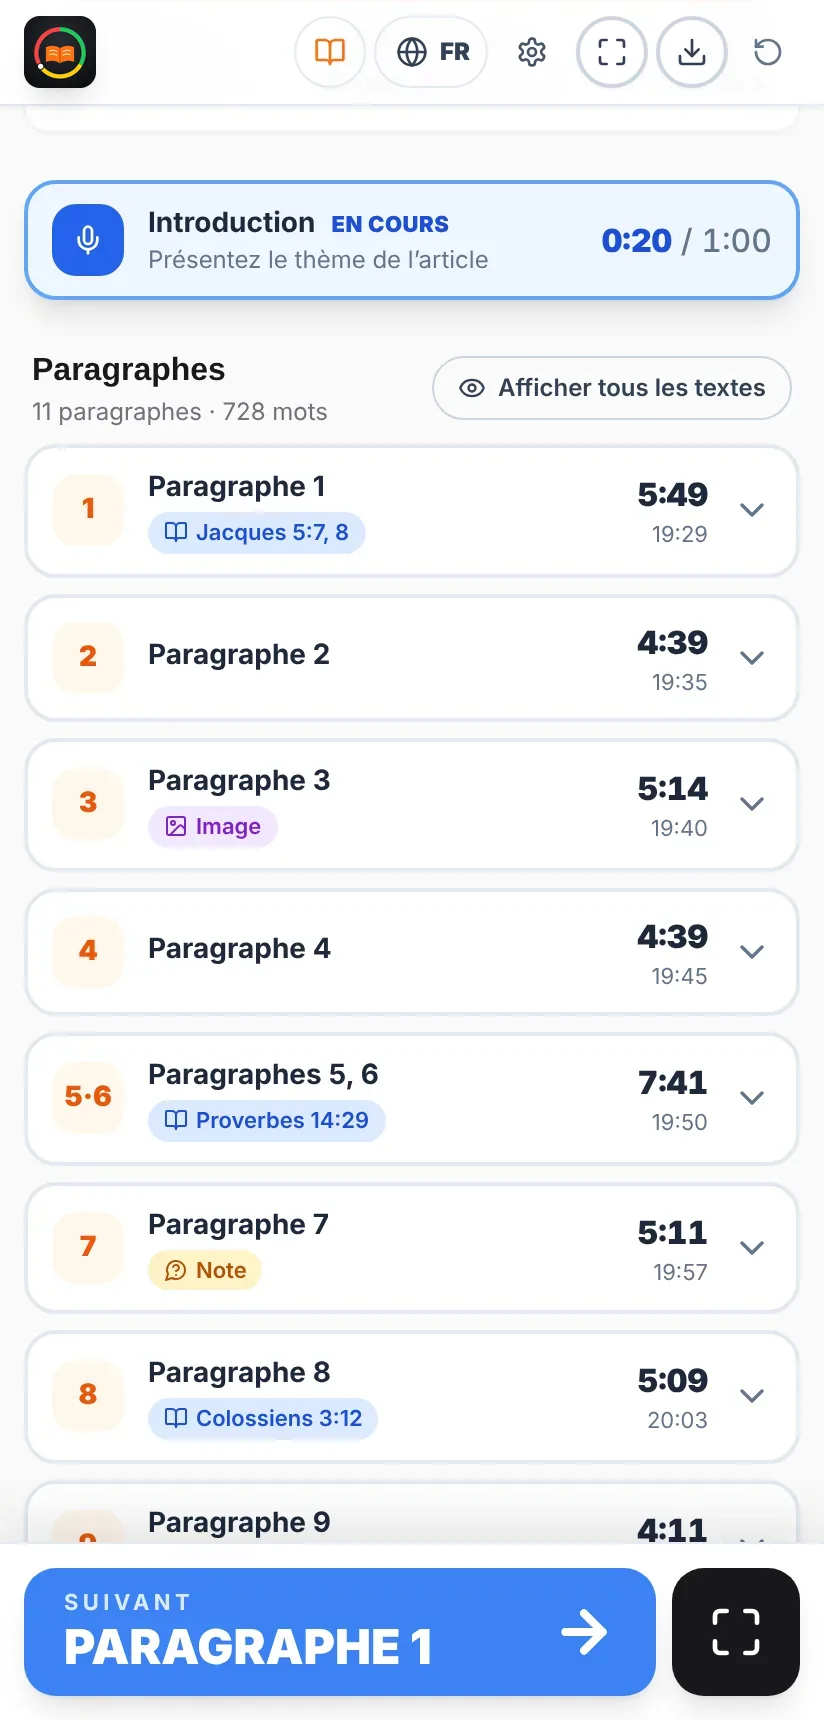 FR
Introduction EN COURS
Présentez le thème de l’article
0:20 / 1:00
Paragraphes
11 paragraphes · 728 mots
Afficher tous les textes
1
Paragraphe 1
Jacques 5:7, 8
5:49
19:29
2
Paragraphe 2
4:39
19:35
3
Paragraphe 3
Image
5:14
19:40
4
Paragraphe 4
4:39
19:45
5·6
Paragraphes 5, 6
Proverbes 14:29
7:41
19:50
7
Paragraphe 7
Note
5:11
19:57
8
Paragraphe 8
Colossiens 3:12
5:09
20:03
Paragraphe 9
4:11
SUIVANT
PARAGRAPHE 1